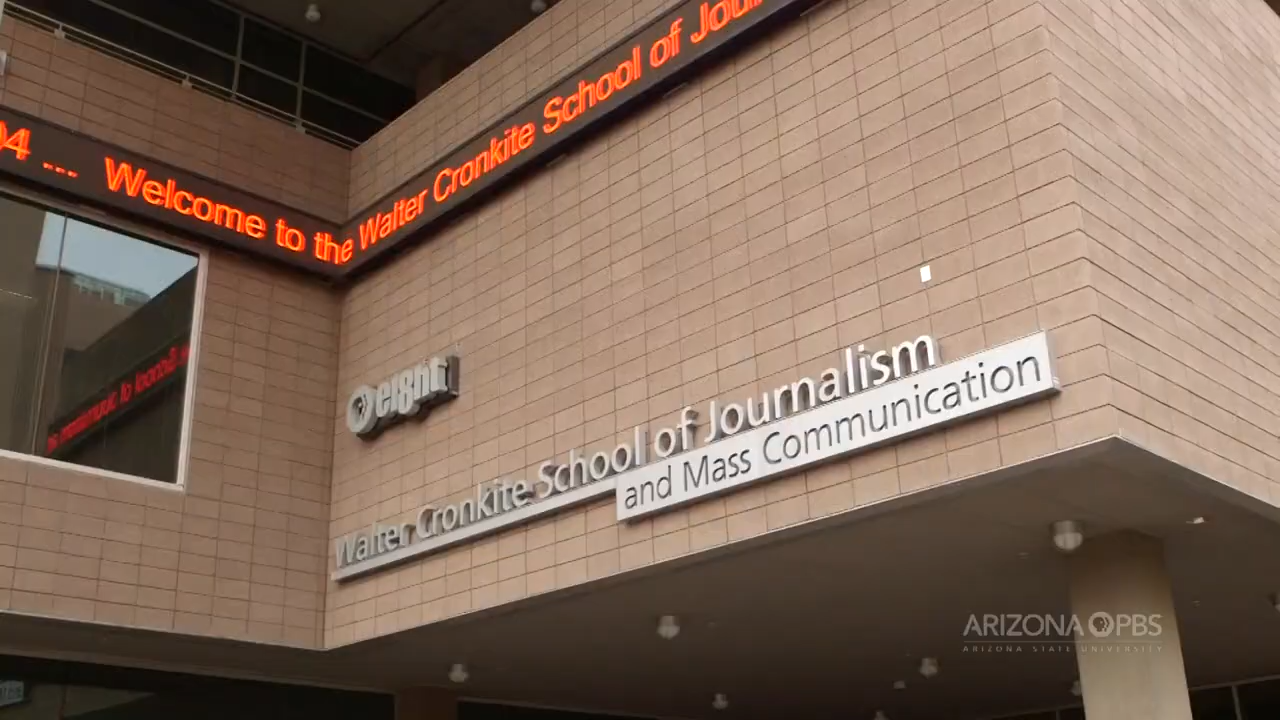 04 ... Welcome to the Walter Cronkite School of Jour
eight
Walter Cronkite School of Journalism
and Mass Communication
ARIZONA PBS
ARIZONA STATE UNIVERSITY